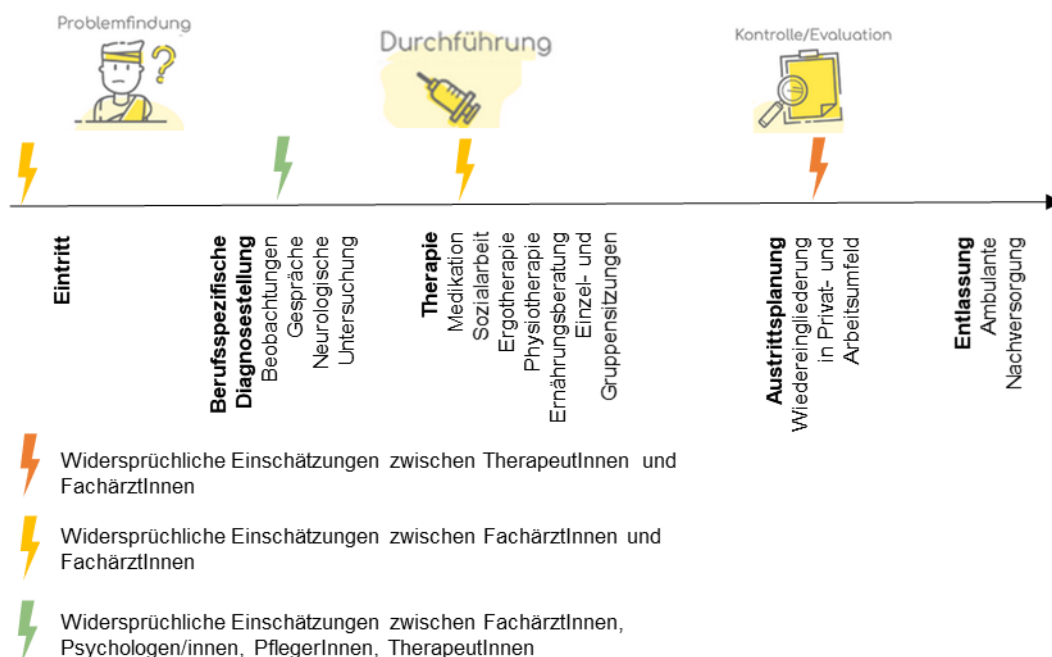 Problemfindung
Durchführung
Kontrolle/Evaluation
Eintritt
Berufsspezifische
Diagnosestellung
Beobachtungen
Gespräche
Neurologische
Untersuchung
Therapie
Medikation
Sozialarbeit
Ergotherapie
Physiotherapie
Ernährungsberatung
Einzel- und
Gruppensitzungen
Austrittsplanung
Wiedereingliederung
in Privat- und
Arbeitsumfeld
Entlassung
Ambulante
Nachversorgung
Widersprüchliche Einschätzungen zwischen TherapeutInnen und
FachärztInnen
Widersprüchliche Einschätzungen zwischen FachärztInnen und
FachärztInnen
Widersprüchliche Einschätzungen zwischen FachärztInnen,
Psychologen/innen, PflegerInnen, TherapeutInnen